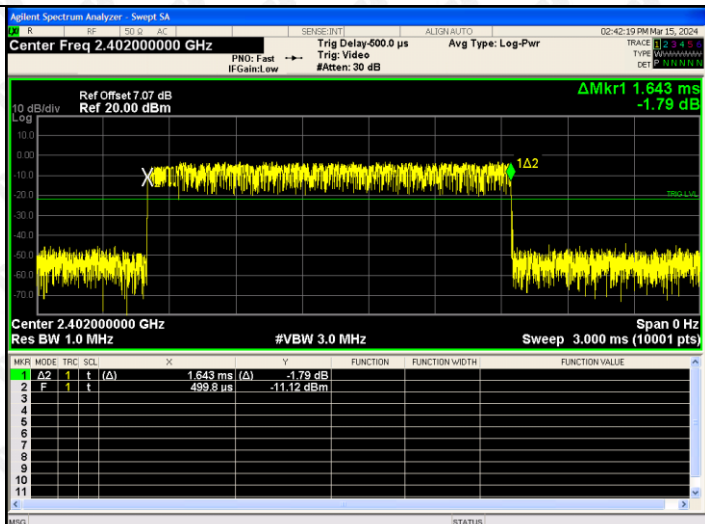 Agilent Spectrum Analyzer - Swept SA
R RF 50 Ω AC SENSE:INT ALIGNAUTO 02:42:19 PM Mar 15, 2024
Center Freq 2.402000000 GHz
PNO: Fast
IFGain:Low
Trig Delay-500.0 µs
Trig: Video
#Atten: 30 dB
Avg Type: Log-Pwr
TRACE 1 2 3 4 5 6
TYPE
DET P N N N N N
ΔMkr1 1.643 ms
-1.79 dB
Ref Offset 7.07 dB
10 dB/div Ref 20.00 dBm
Log
10.0
0.00
-10.0
-20.0
-30.0
-40.0
-50.0
-60.0
-70.0
1Δ2
TRIG LVL
Center 2.402000000 GHz Span 0 Hz
Res BW 1.0 MHz #VBW 3.0 MHz Sweep 3.000 ms (10001 pts)
MKR MODE TRC SCL X Y FUNCTION FUNCTION WIDTH FUNCTION VALUE
1 Δ2 1 t (Δ) 1.643 ms (Δ) -1.79 dB
2 F 1 t 499.8 µs -11.12 dBm
3
4
5
6
7
8
9
10
11
MSG STATUS